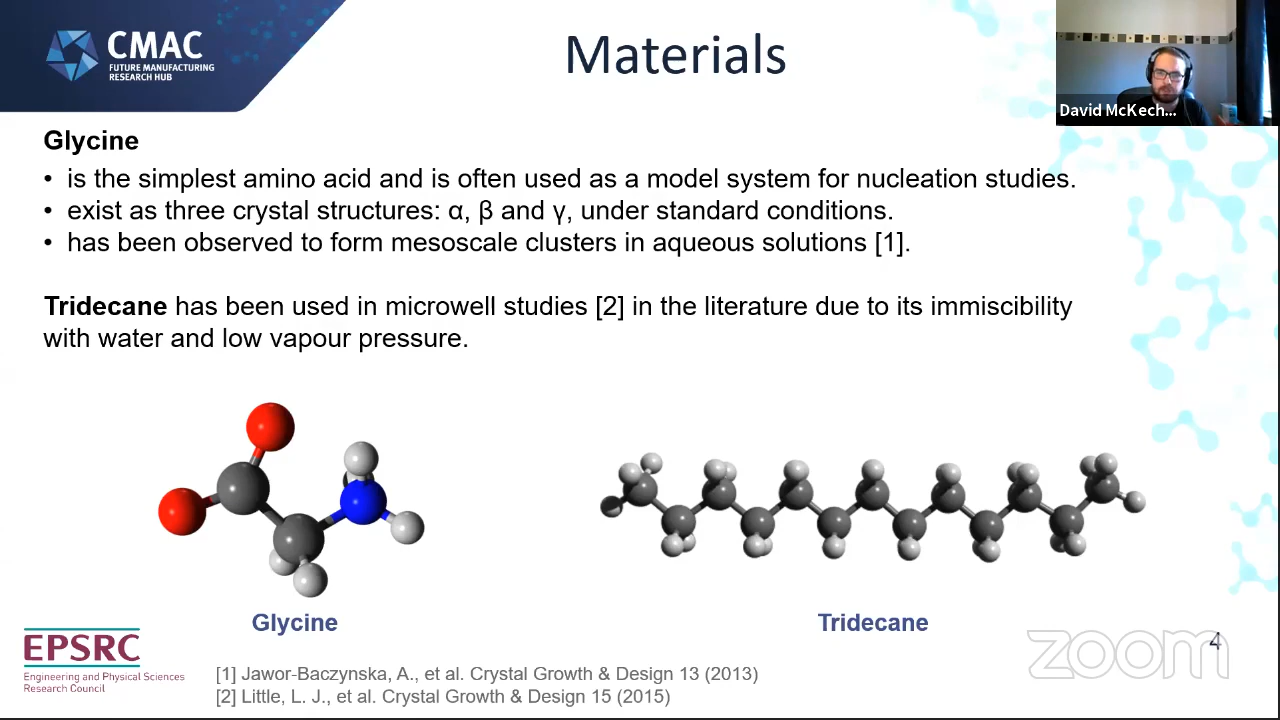 CMAC
FUTURE MANUFACTURING
RESEARCH HUB
Materials
David McKech...
Glycine
• is the simplest amino acid and is often used as a model system for nucleation studies.
• exist as three crystal structures: α, β and γ, under standard conditions.
• has been observed to form mesoscale clusters in aqueous solutions [1].
Tridecane has been used in microwell studies [2] in the literature due to its immiscibility
with water and low vapour pressure.
Glycine
Tridecane
EPSRC
Engineering and Physical Sciences
Research Council
[1] Jawor-Baczynska, A., et al. Crystal Growth & Design 13 (2013)
[2] Little, L. J., et al. Crystal Growth & Design 15 (2015)
zoom
4